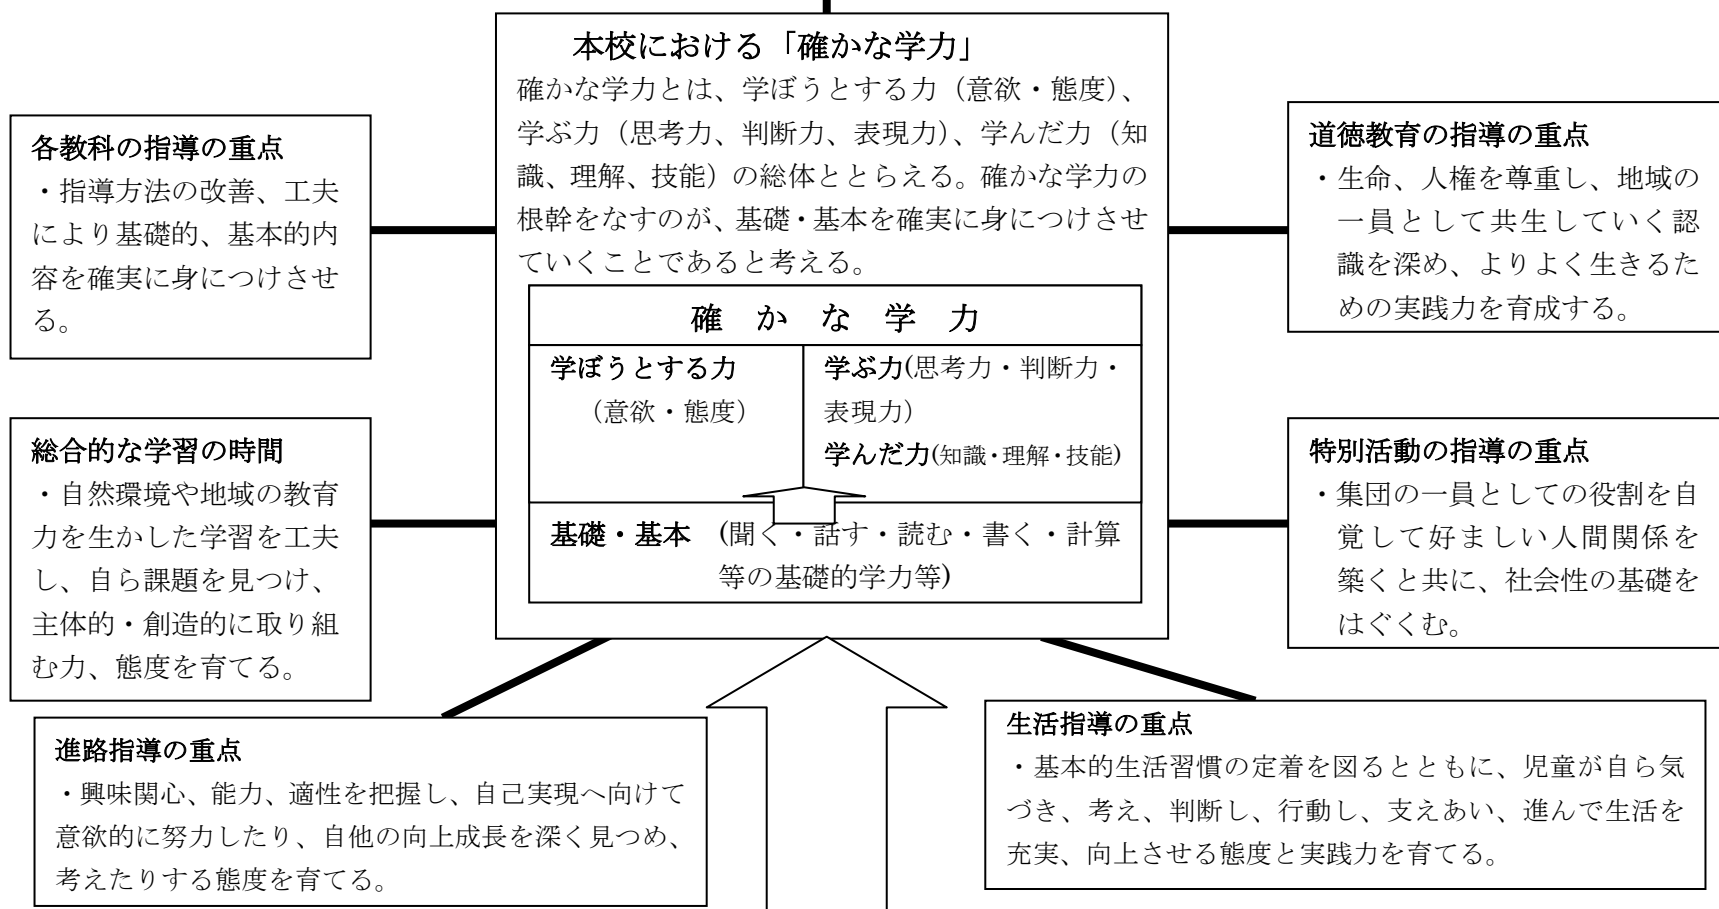 本校における「確かな学力」
確かな学力とは、学ぼうとする力（意欲・態度）、
学ぶ力（思考力、判断力、表現力）、学んだ力（知
識、理解、技能）の総体ととらえる。確かな学力の
根幹をなすのが、基礎・基本を確実に身につけさせ
ていくことであると考える。
確 か な 学 力
学ぼうとする力
（意欲・態度）
学ぶ力(思考力・判断力・
表現力）
学んだ力(知識・理解・技能)
基礎・基本 (聞く・話す・読む・書く・計算
等の基礎的学力等)
各教科の指導の重点
・指導方法の改善、工夫
により基礎的、基本的内
容を確実に身につけさせ
る。
道徳教育の指導の重点
・生命、人権を尊重し、地域の
一員として共生していく認
識を深め、よりよく生きるた
めの実践力を育成する。
総合的な学習の時間
・自然環境や地域の教育
力を生かした学習を工夫
し、自ら課題を見つけ、
主体的・創造的に取り組
む力、態度を育てる。
特別活動の指導の重点
・集団の一員としての役割を自
覚して好ましい人間関係を
築くと共に、社会性の基礎を
はぐくむ。
進路指導の重点
・興味関心、能力、適性を把握し、自己実現へ向けて
意欲的に努力したり、自他の向上成長を深く見つめ、
考えたりする態度を育てる。
生活指導の重点
・基本的生活習慣の定着を図るとともに、児童が自ら気
づき、考え、判断し、行動し、支えあい、進んで生活を
充実、向上させる態度と実践力を育てる。